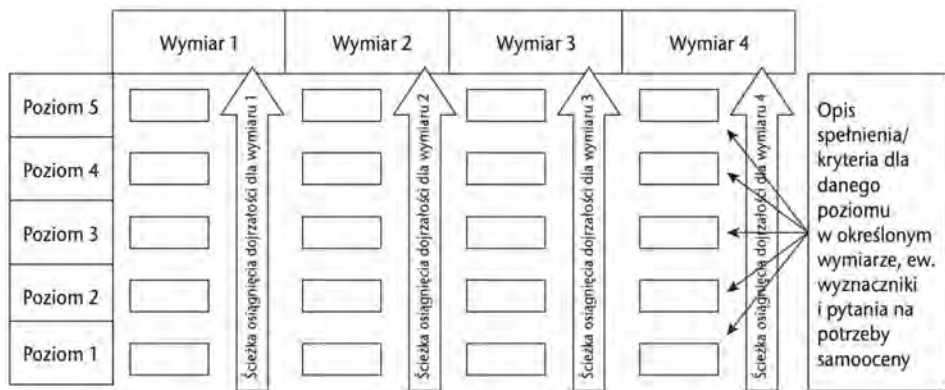 Wymiar 1
Wymiar 2
Wymiar 3
Wymiar 4
Poziom 5
Poziom 4
Poziom 3
Poziom 2
Poziom 1
Ścieżka osiągnięcia dojrzałości dla wymiaru 1
Ścieżka osiągnięcia dojrzałości dla wymiaru 2
Ścieżka osiągnięcia dojrzałości dla wymiaru 3
Ścieżka osiągnięcia dojrzałości dla wymiaru 4
Opis
spełnienia/
kryteria dla
danego
poziomu
w określonym
wymiarze, ew.
wyznaczniki
i pytania na
potrzeby
samooceny